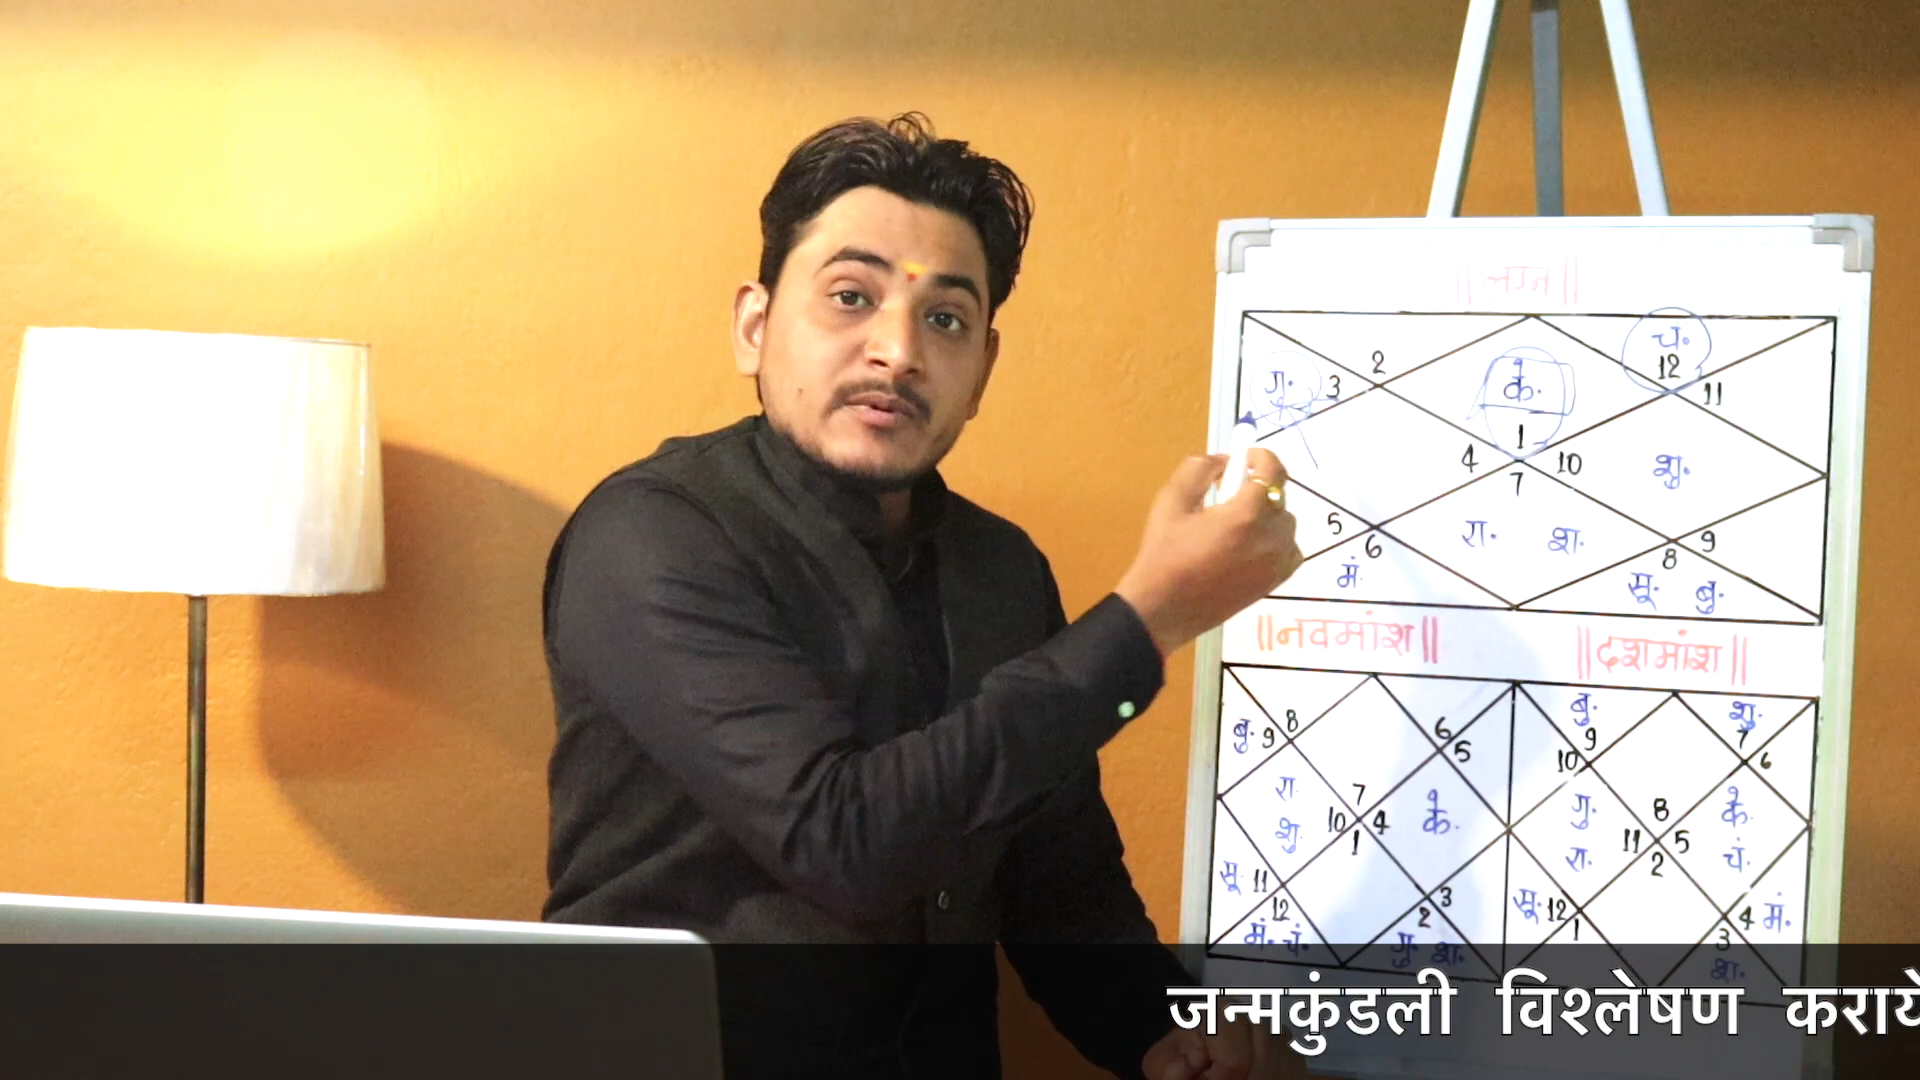 || लग्न ||
चं.
12
2
के.
गु. 3
11
1
4 10 शु.
7
5
रा. श.
9
6
8
मं.
सू. बु.
||नवमांश|| ||दशमांश||
बु. शु.
8 6 9 7
बु. 9 5 10 6
रा. 7 के. गु. 8 के.
शु. 10 4 रा. 11 5 चं.
1 2
सू. 11 3 सू. 12 4 मं.
12 2 1 3
मं. चं. गु. श. श.
जन्मकुंडली विश्लेषण कराये